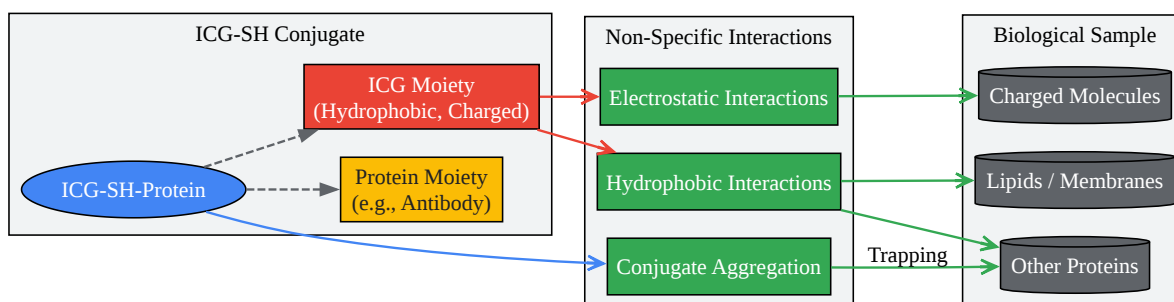 ICG-SH Conjugate
ICG Moiety
(Hydrophobic, Charged)
ICG-SH-Protein
Protein Moiety
(e.g., Antibody)
Non-Specific Interactions
Electrostatic Interactions
Hydrophobic Interactions
Conjugate Aggregation
Trapping
Biological Sample
Charged Molecules
Lipids / Membranes
Other Proteins